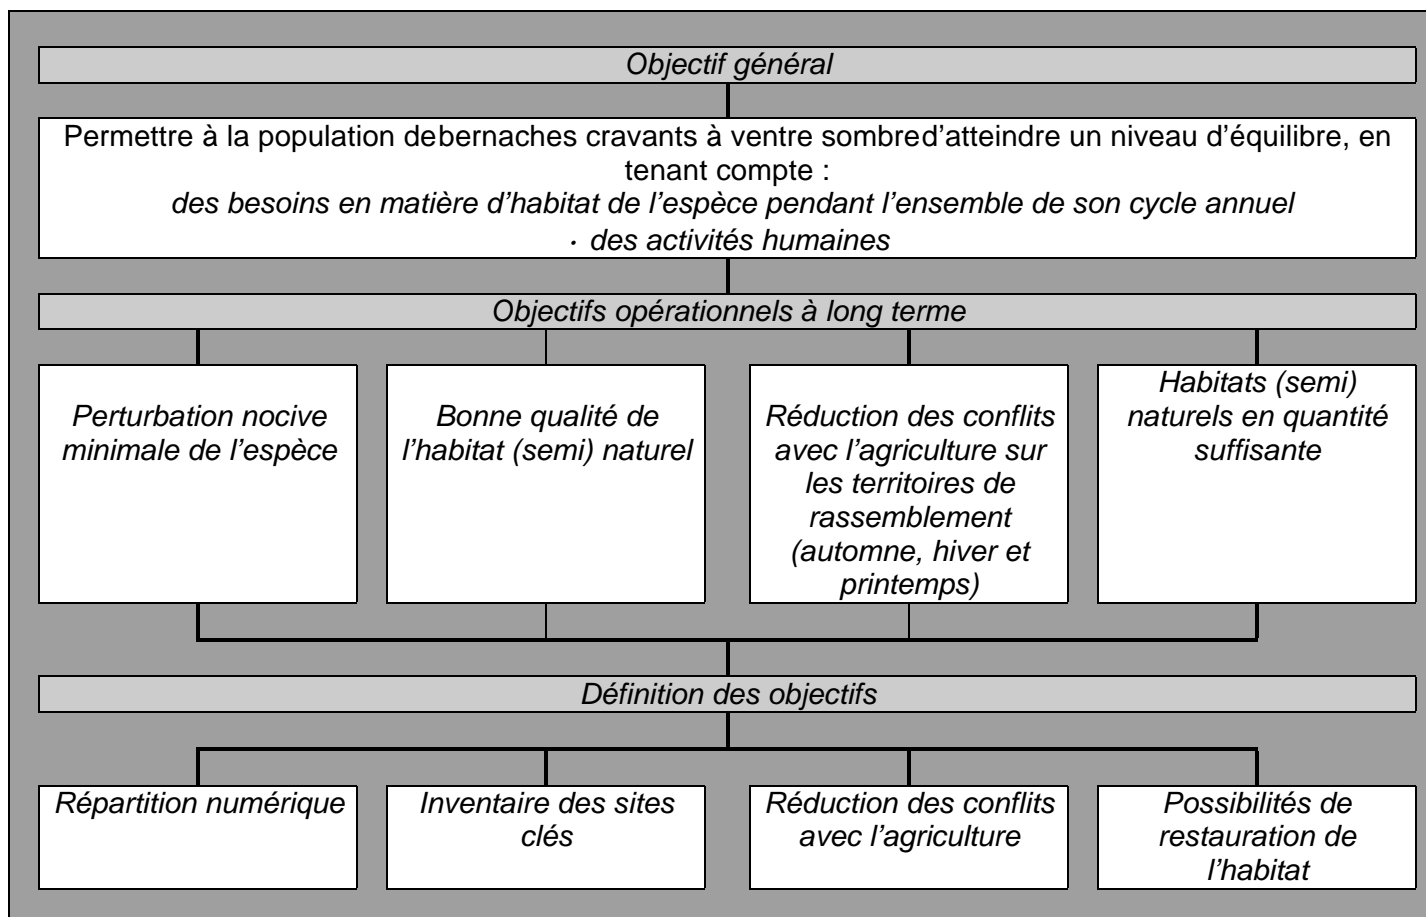 Objectif général
Permettre à la population debernaches cravants à ventre sombred’atteindre un niveau d’équilibre, en
tenant compte :
des besoins en matière d’habitat de l’espèce pendant l’ensemble de son cycle annuel
· des activités humaines
Objectifs opérationnels à long terme
Perturbation nocive
minimale de l’espèce
Bonne qualité de
l’habitat (semi) naturel
Réduction des conflits
avec l’agriculture sur
les territoires de
rassemblement
(automne, hiver et
printemps)
Habitats (semi)
naturels en quantité
suffisante
Définition des objectifs
Répartition numérique
Inventaire des sites
clés
Réduction des conflits
avec l’agriculture
Possibilités de
restauration de
l’habitat